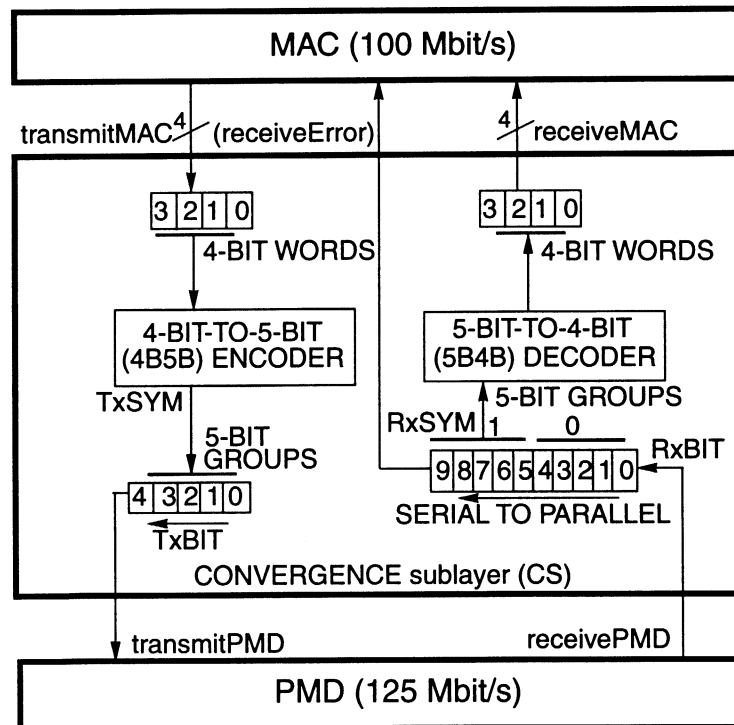 MAC (100 Mbit/s)
transmitMAC 4 (receiveError) 4 receiveMAC
3 2 1 0 3 2 1 0
4-BIT WORDS 4-BIT WORDS
4-BIT-TO-5-BIT 5-BIT-TO-4-BIT
(4B5B) ENCODER (5B4B) DECODER
TxSYM 5-BIT GROUPS
RxSYM 1 0
5-BIT RxBIT
GROUPS 9 8 7 6 5 4 3 2 1 0
4 3 2 1 0 SERIAL TO PARALLEL
TxBIT
CONVERGENCE sublayer (CS)
transmitPMD receivePMD
PMD (125 Mbit/s)